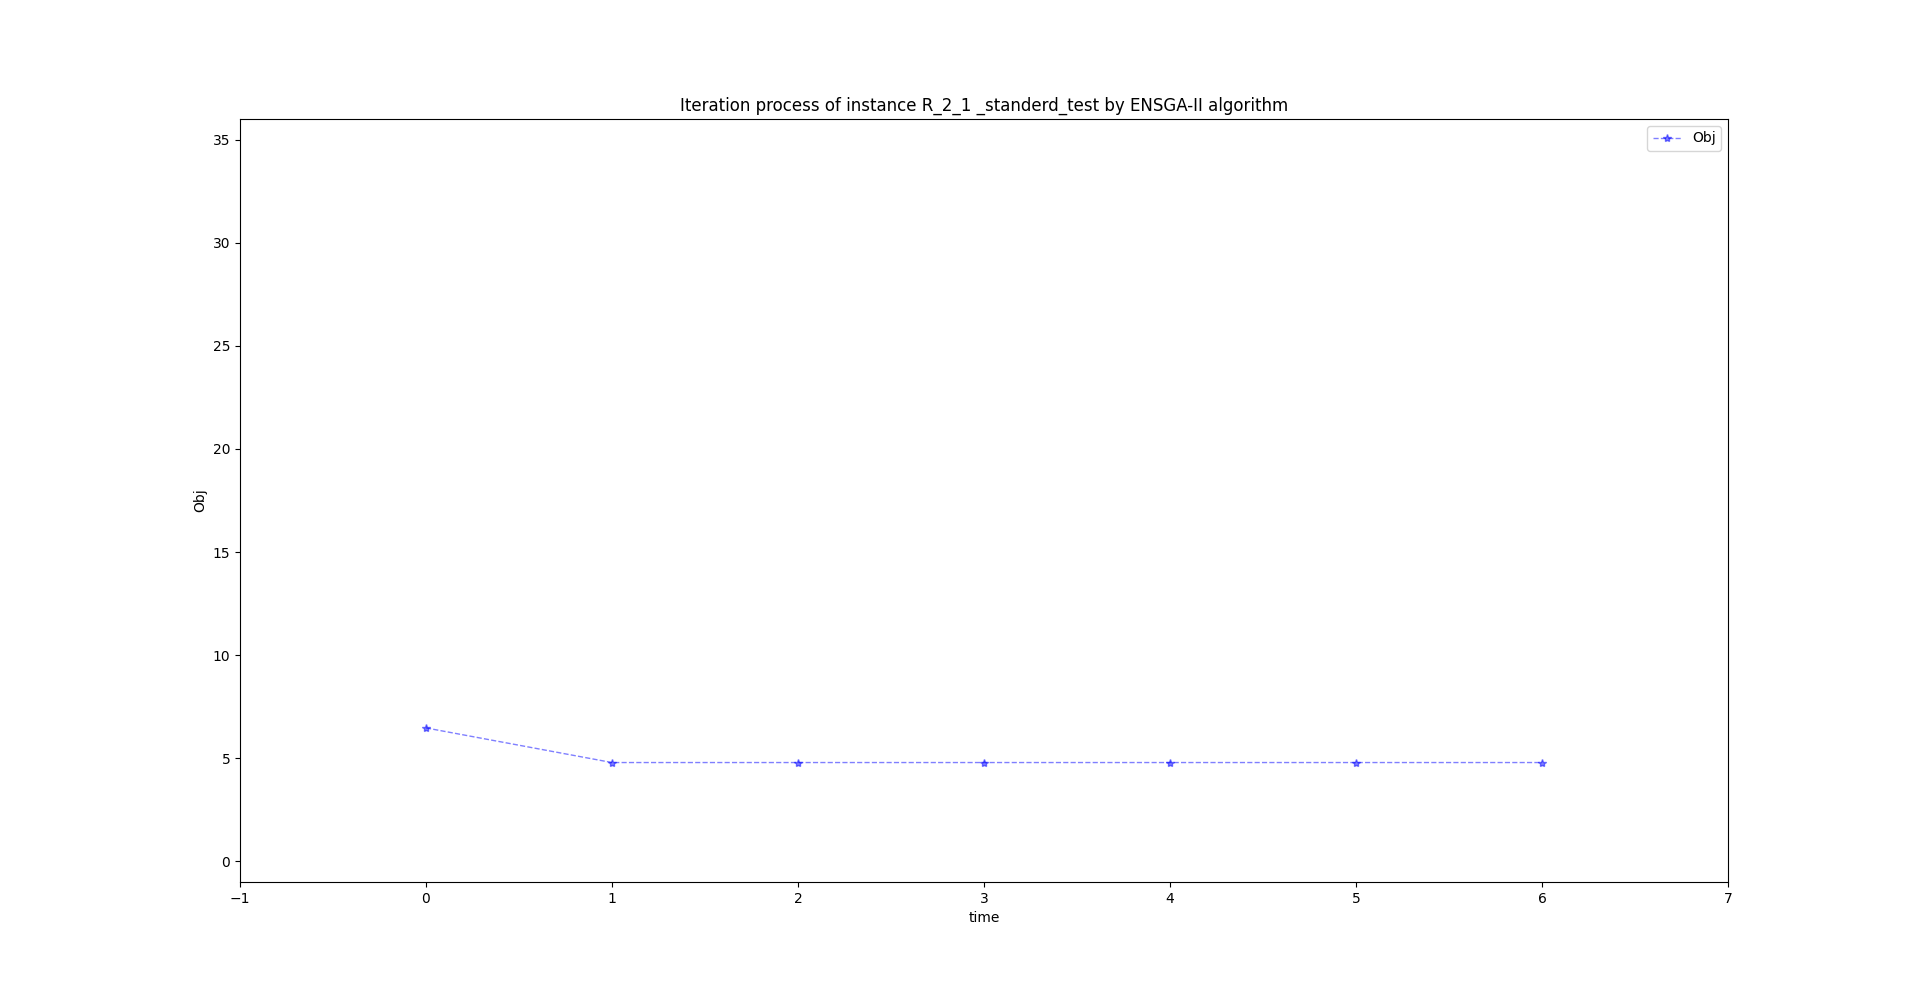 Iteration process of instance R_2_1 _standerd_test by ENSGA-II algorithm
Obj
35
30
25
20
15
10
5
0
Obj
−1 0 1 2 3 4 5 6 7
time